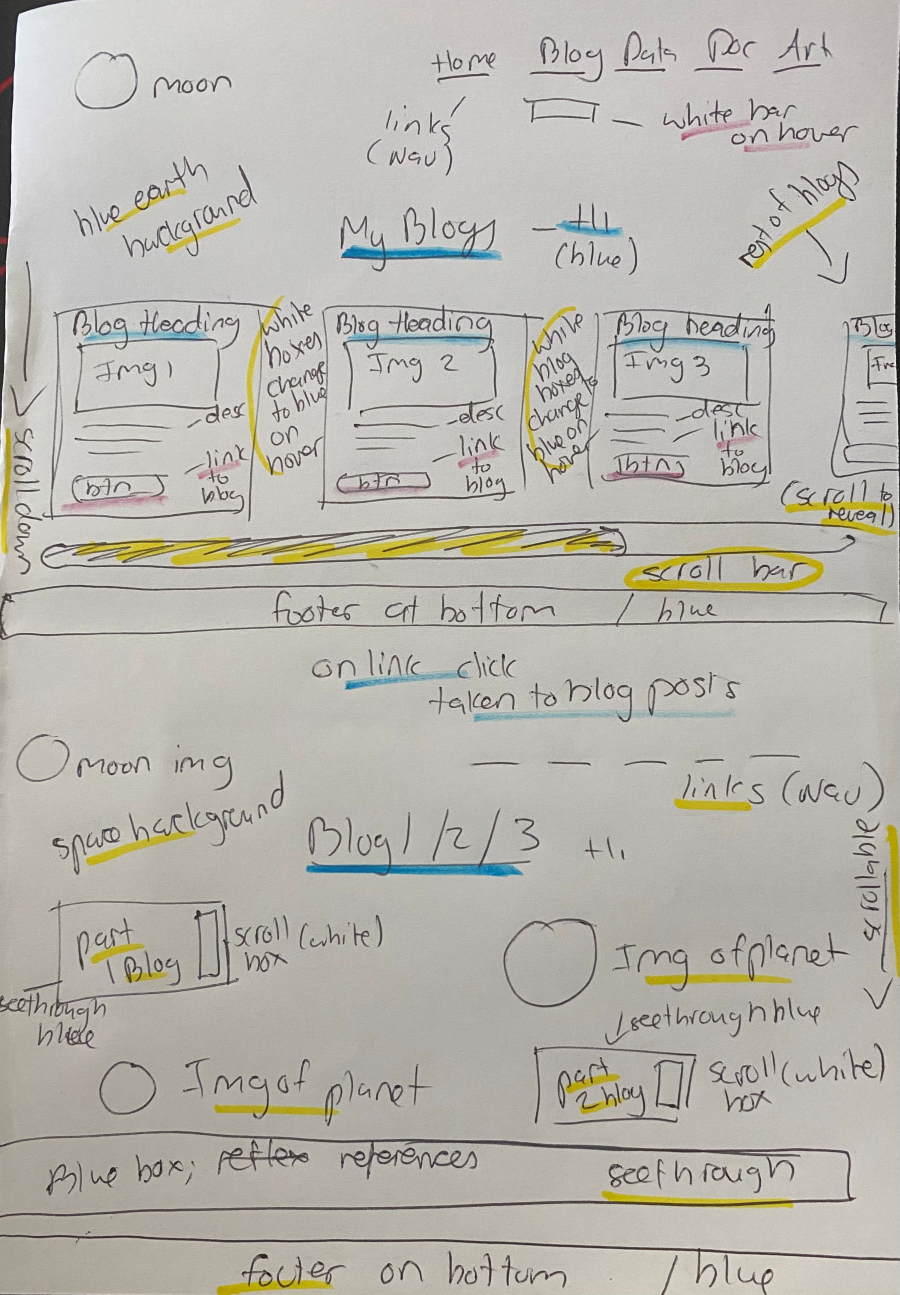 Home Blog Data Doc Art
moon
links
(nav)
white bar
on hover
blue earth
background
My Blogs
(blue)
rest of blogs
Blog Heading
Img 1
desc
link
to
blog
btn
white
boxes
change
to blue
on
hover
Blog Heading
Img 2
desc
link
to
blog
btn
white
blog
boxes
change to
blue on
hover
Blog heading
Img 3
desc
link
to
blog
btn
Blog
(scroll to
reveal)
scroll down
scroll bar
footer at bottom / blue
on link click
taken to blog posts
moon img
links (nav)
space background
Blog 1/2/3
scrollable
part
1 Blog
scroll (white)
box
seethrough
Img of planet
seethrough blue
Img of planet
part
2 blog
scroll (white)
box
Blue box; references
seethrough
footer on bottom / blue